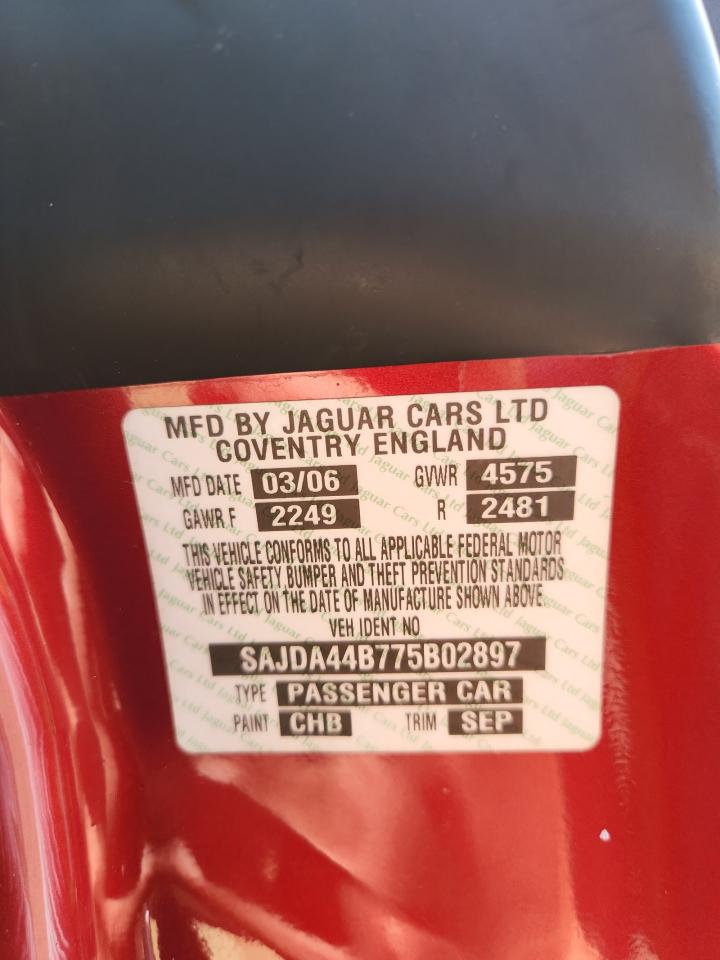 MFD BY JAGUAR CARS LTD
COVENTRY ENGLAND
MFD DATE 03/06 GVWR 4575
GAWR F 2249 R 2481
THIS VEHICLE CONFORMS TO ALL APPLICABLE FEDERAL MOTOR
VEHICLE SAFETY, BUMPER AND THEFT PREVENTION STANDARDS
IN EFFECT ON THE DATE OF MANUFACTURE SHOWN ABOVE.
VEH IDENT NO
SAJDA44B775B02897
TYPE PASSENGER CAR
PAINT CHB TRIM SEP